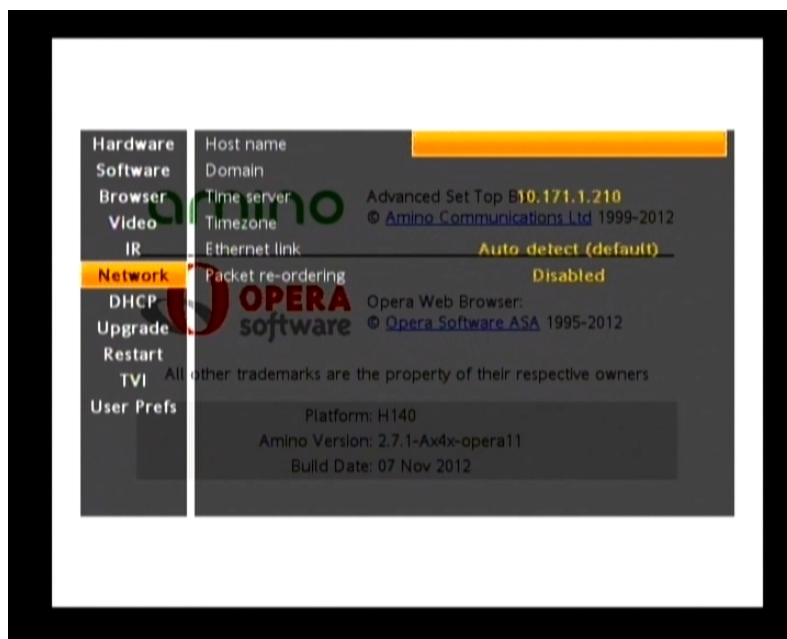 Hardware
Software
Browser
Video
IR
Network
DHCP
Upgrade
Restart
TVI
User Prefs
Host name
Domain
Time server 10.171.1.210
Timezone
Ethernet link Auto detect (default)
Packet re-ordering Disabled
amino
Advanced Set Top B
© Amino Communications Ltd 1999-2012
OPERA
software
Opera Web Browser:
© Opera Software ASA 1995-2012
All other trademarks are the property of their respective owners
Platform: H140
Amino Version: 2.7.1-Ax4x-opera11
Build Date: 07 Nov 2012